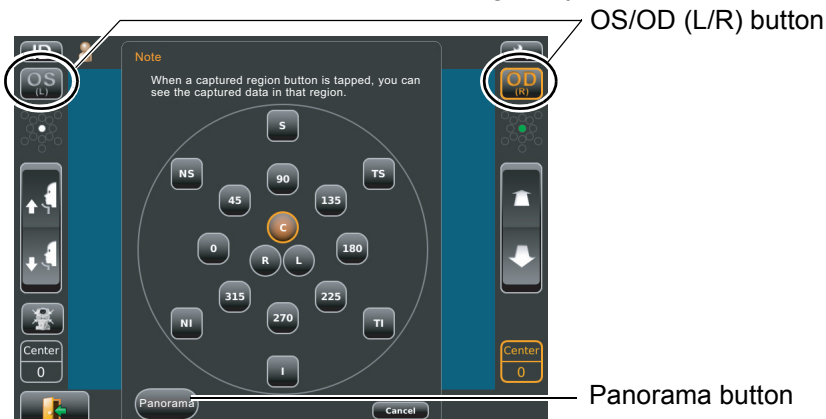 OS/OD (L/R) button
ID
Note
OS
(L)
When a captured region button is tapped, you can
see the captured data in that region.
OD
(R)
S
NS
90
TS
45
135
C
0
180
R
L
315
225
NI
270
TI
Center
0
I
Center
0
Panorama
Cancel
Panorama button